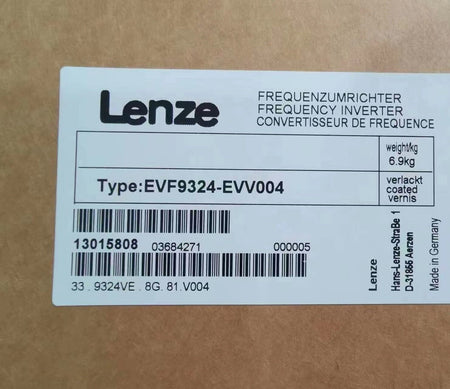 Lenze
FREQUENZUMRICHTER
FREQUENCY INVERTER
CONVERTISSEUR DE FREQUENCE
weight/kg
6.9kg
Type:EVF9324-EVV004
verlackt
coated
vernis
13015808 03684271 000005
33 . 9324VE . 8G. 81.V004
Lenze
Hans-Lenze-Straße 1
D-31855 Aerzen
Made in Germany